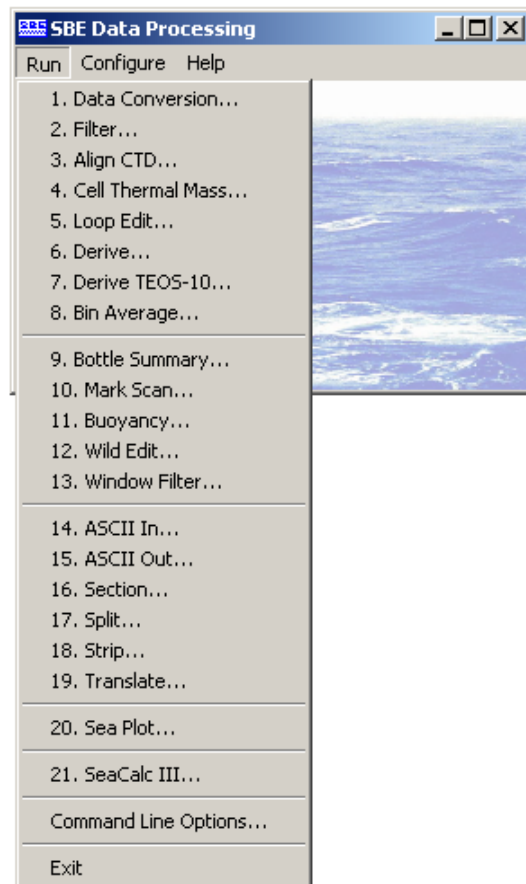 SBE SBE Data Processing
Run Configure Help
1. Data Conversion...
2. Filter...
3. Align CTD...
4. Cell Thermal Mass...
5. Loop Edit...
6. Derive...
7. Derive TEOS-10...
8. Bin Average...
9. Bottle Summary...
10. Mark Scan...
11. Buoyancy...
12. Wild Edit...
13. Window Filter...
14. ASCII In...
15. ASCII Out...
16. Section...
17. Split...
18. Strip...
19. Translate...
20. Sea Plot...
21. SeaCalc III...
Command Line Options...
Exit